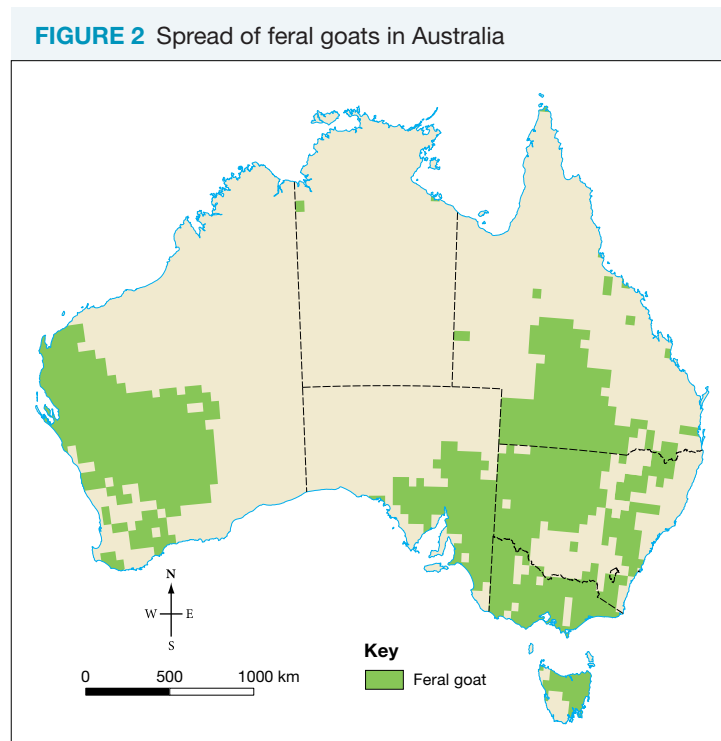 FIGURE 2 Spread of feral goats in Australia
N
W E
S
Key
0 500 1000 km
Feral goat